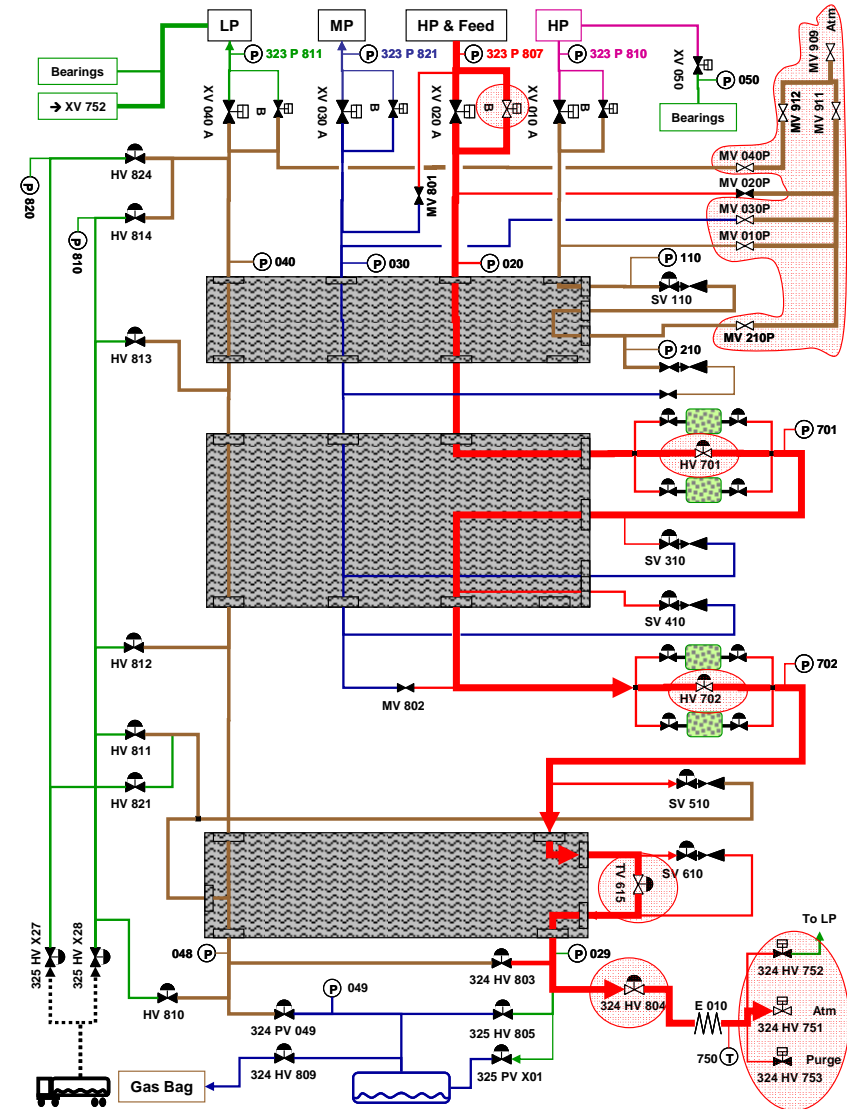 LP
MP
HP & Feed
HP
Atm
P 323 P 811
P 323 P 821
P 323 P 807
P 323 P 810
Bearings
→ XV 752
XV 040 A
B
XV 030 A
B
XV 020 A
B
XV 010 A
B
XV 050
P 050
Bearings
MV 909
MV 912
MV 911
P 820
HV 824
P 810
HV 814
MV 801
MV 040P
MV 020P
MV 030P
MV 010P
P 040
P 030
P 020
P 110
SV 110
MV 210P
P 210
HV 813
P 701
HV 701
SV 310
SV 410
HV 812
P 702
HV 702
MV 802
HV 811
HV 821
SV 510
TV 615
SV 610
325 HV X27
325 HV X28
048 P
P 029
To LP
324 HV 803
324 HV 752
P 049
HV 810
324 HV 804
E 010
Atm
324 PV 049
325 HV 805
324 HV 751
750 T
Purge
324 HV 809
325 PV X01
324 HV 753
Gas Bag